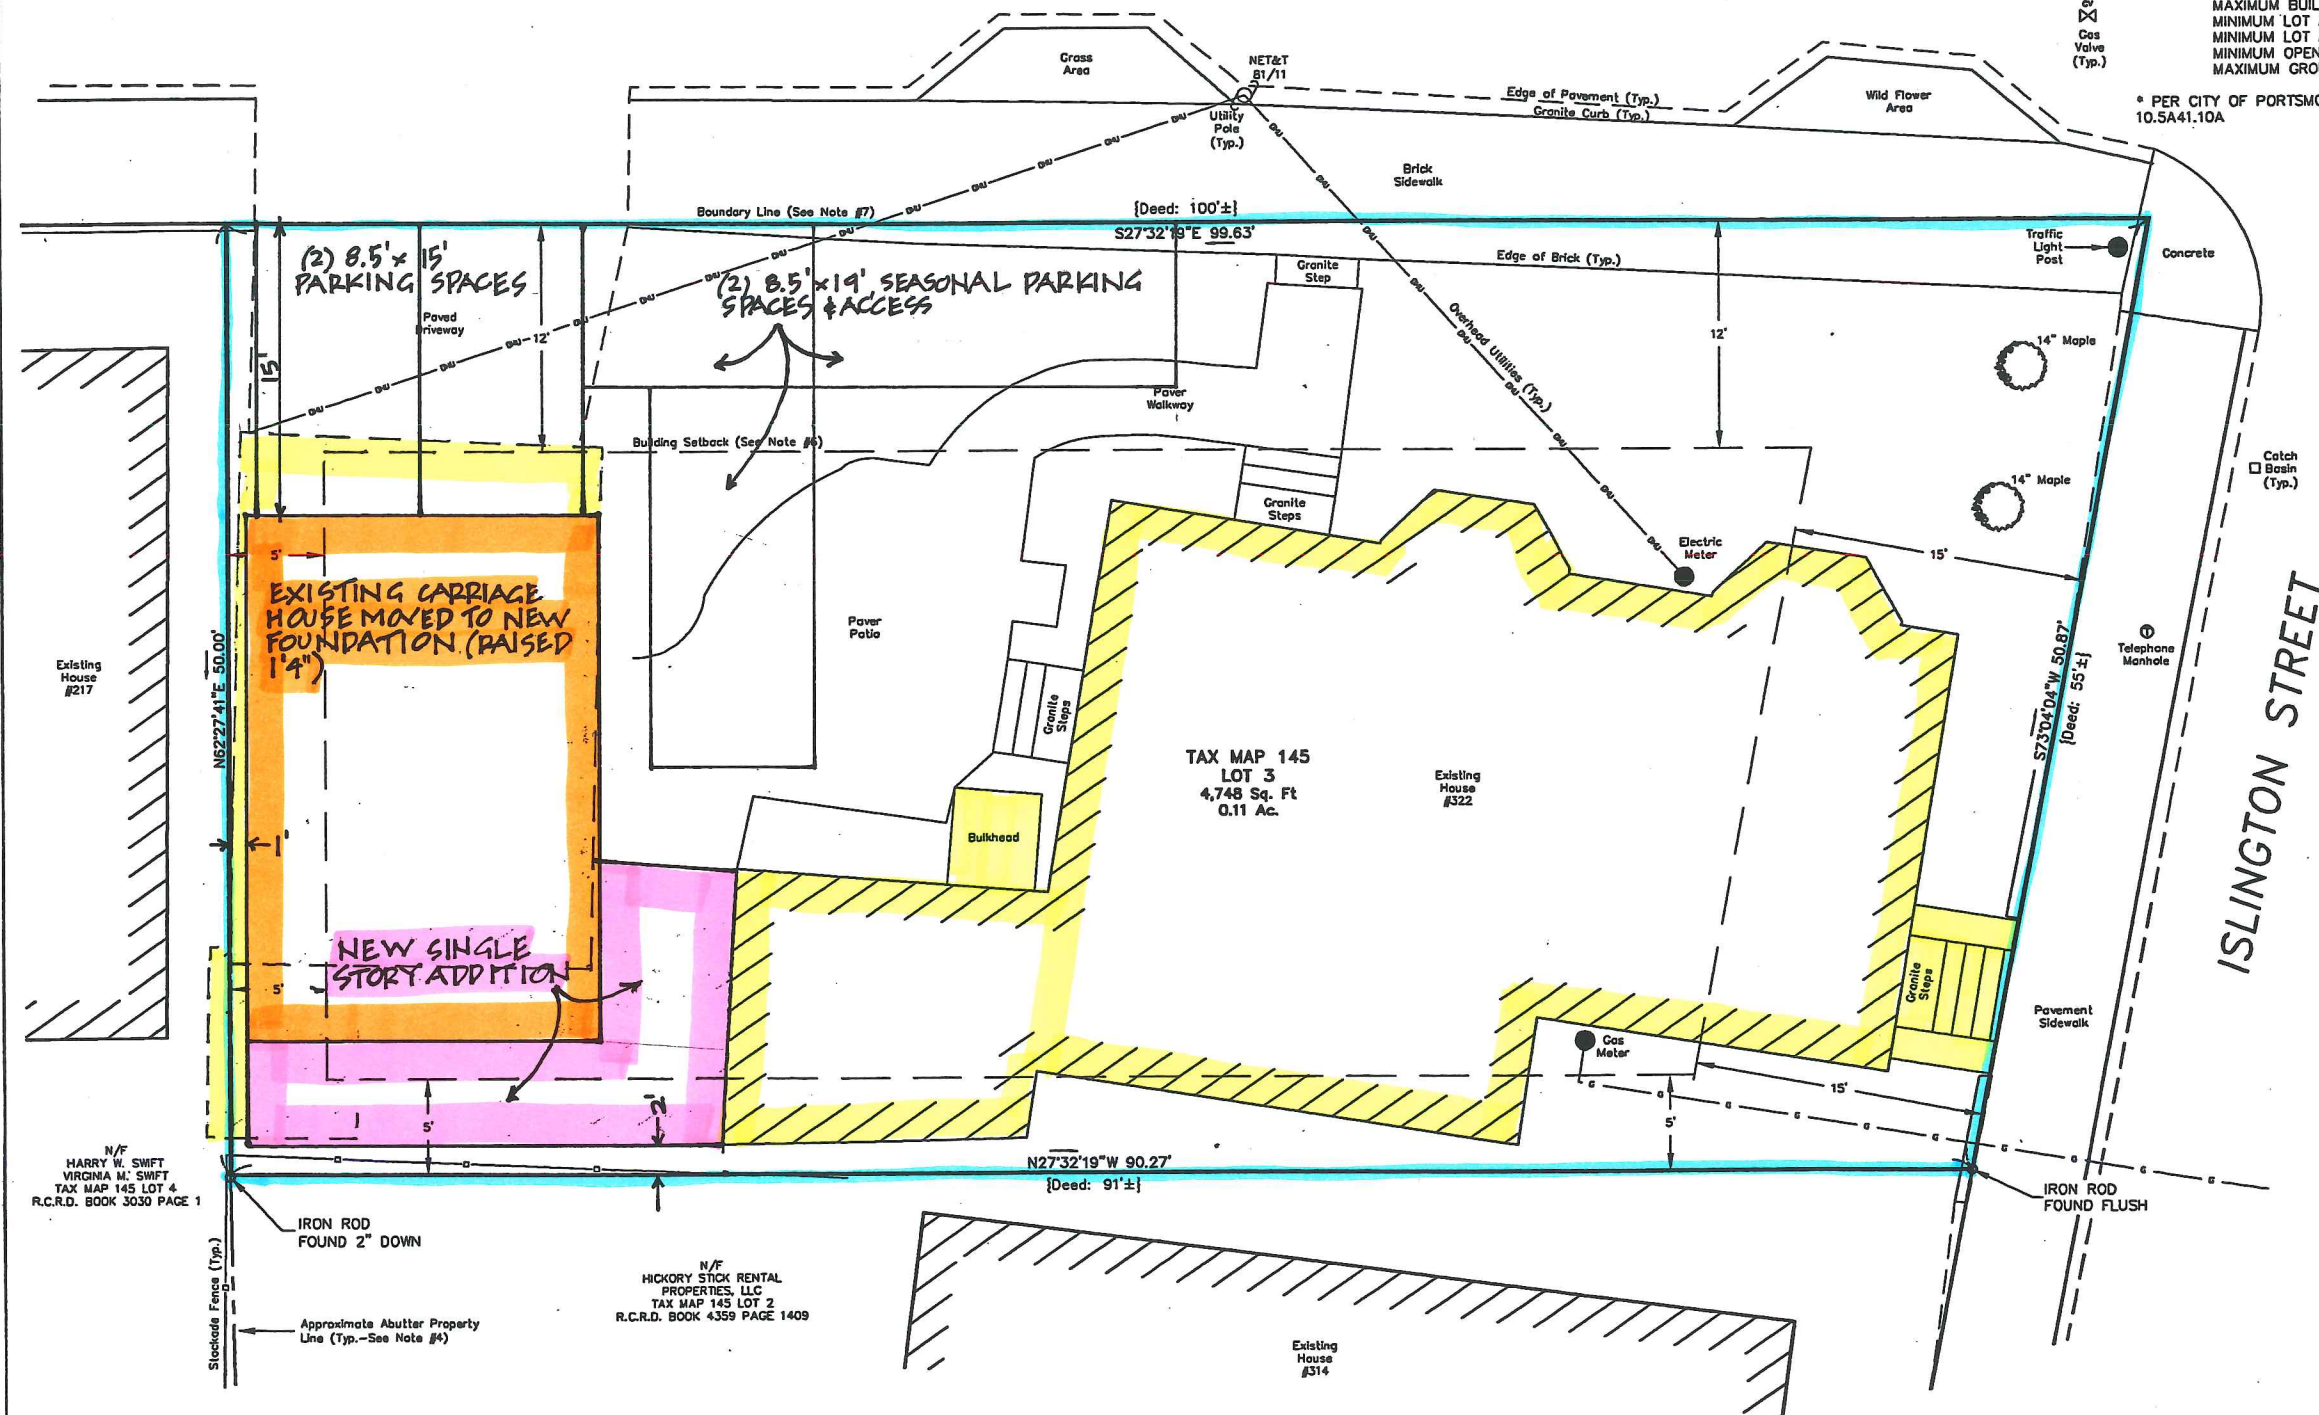 MAXIMUM BUIL
MINIMUM LOT
MINIMUM LOT
MINIMUM OPEN
MAXIMUM GRO
* PER CITY OF PORTSMO
10.5A41.10A
GV
Gas
Valve
(Typ.)
Grass
Area
NET&T
81/11
Utility
Pole
(Typ.)
Edge of Pavement (Typ.)
Granite Curb (Typ.)
Wild Flower
Area
Brick
Sidewalk
Boundary Line (See Note #7)
{Deed: 100'±}
S27°32'19"E 99.63'
Traffic
Light
Post
Concrete
(2) 8.5' x 15'
PARKING SPACES
(2) 8.5' x 19' SEASONAL PARKING
SPACES & ACCESS
Paved
Driveway
15'
12'
Granite
Step
Edge of Brick (Typ.)
12'
Overhead Utilities (Typ.)
OHU
14" Maple
14" Maple
Paver
Walkway
Building Setback (See Note #6)
Granite
Steps
Electric
Meter
15'
Catch
Basin
(Typ.)
5'
EXISTING CARRIAGE
HOUSE MOVED TO NEW
FOUNDATION (RAISED
1'4")
Existing
House
#217
N62°27'41"E 50.00'
Paver
Patio
Granite
Steps
Telephone
Manhole
S73°04'04"W 50.87'
{Deed: 55'±}
ISLINGTON STREET
TAX MAP 145
LOT 3
4,748 Sq. Ft
0.11 Ac.
Existing
House
#322
1'
Bulkhead
NEW SINGLE
STORY ADDITION
5'
Granite
Steps
Pavement
Sidewalk
Gas
Meter
G
15'
5'
2'
5'
N/F
HARRY W. SWIFT
VIRGINIA M. SWIFT
TAX MAP 145 LOT 4
R.C.R.D. BOOK 3030 PAGE 1
N27°32'19"W 90.27'
{Deed: 91'±}
IRON ROD
FOUND FLUSH
IRON ROD
FOUND 2" DOWN
Stockade Fence (Typ.)
N/F
HICKORY STICK RENTAL
PROPERTIES, LLC
TAX MAP 145 LOT 2
R.C.R.D. BOOK 4359 PAGE 1409
Approximate Abutter Property
Line (Typ.-See Note #4)
Existing
House
#314